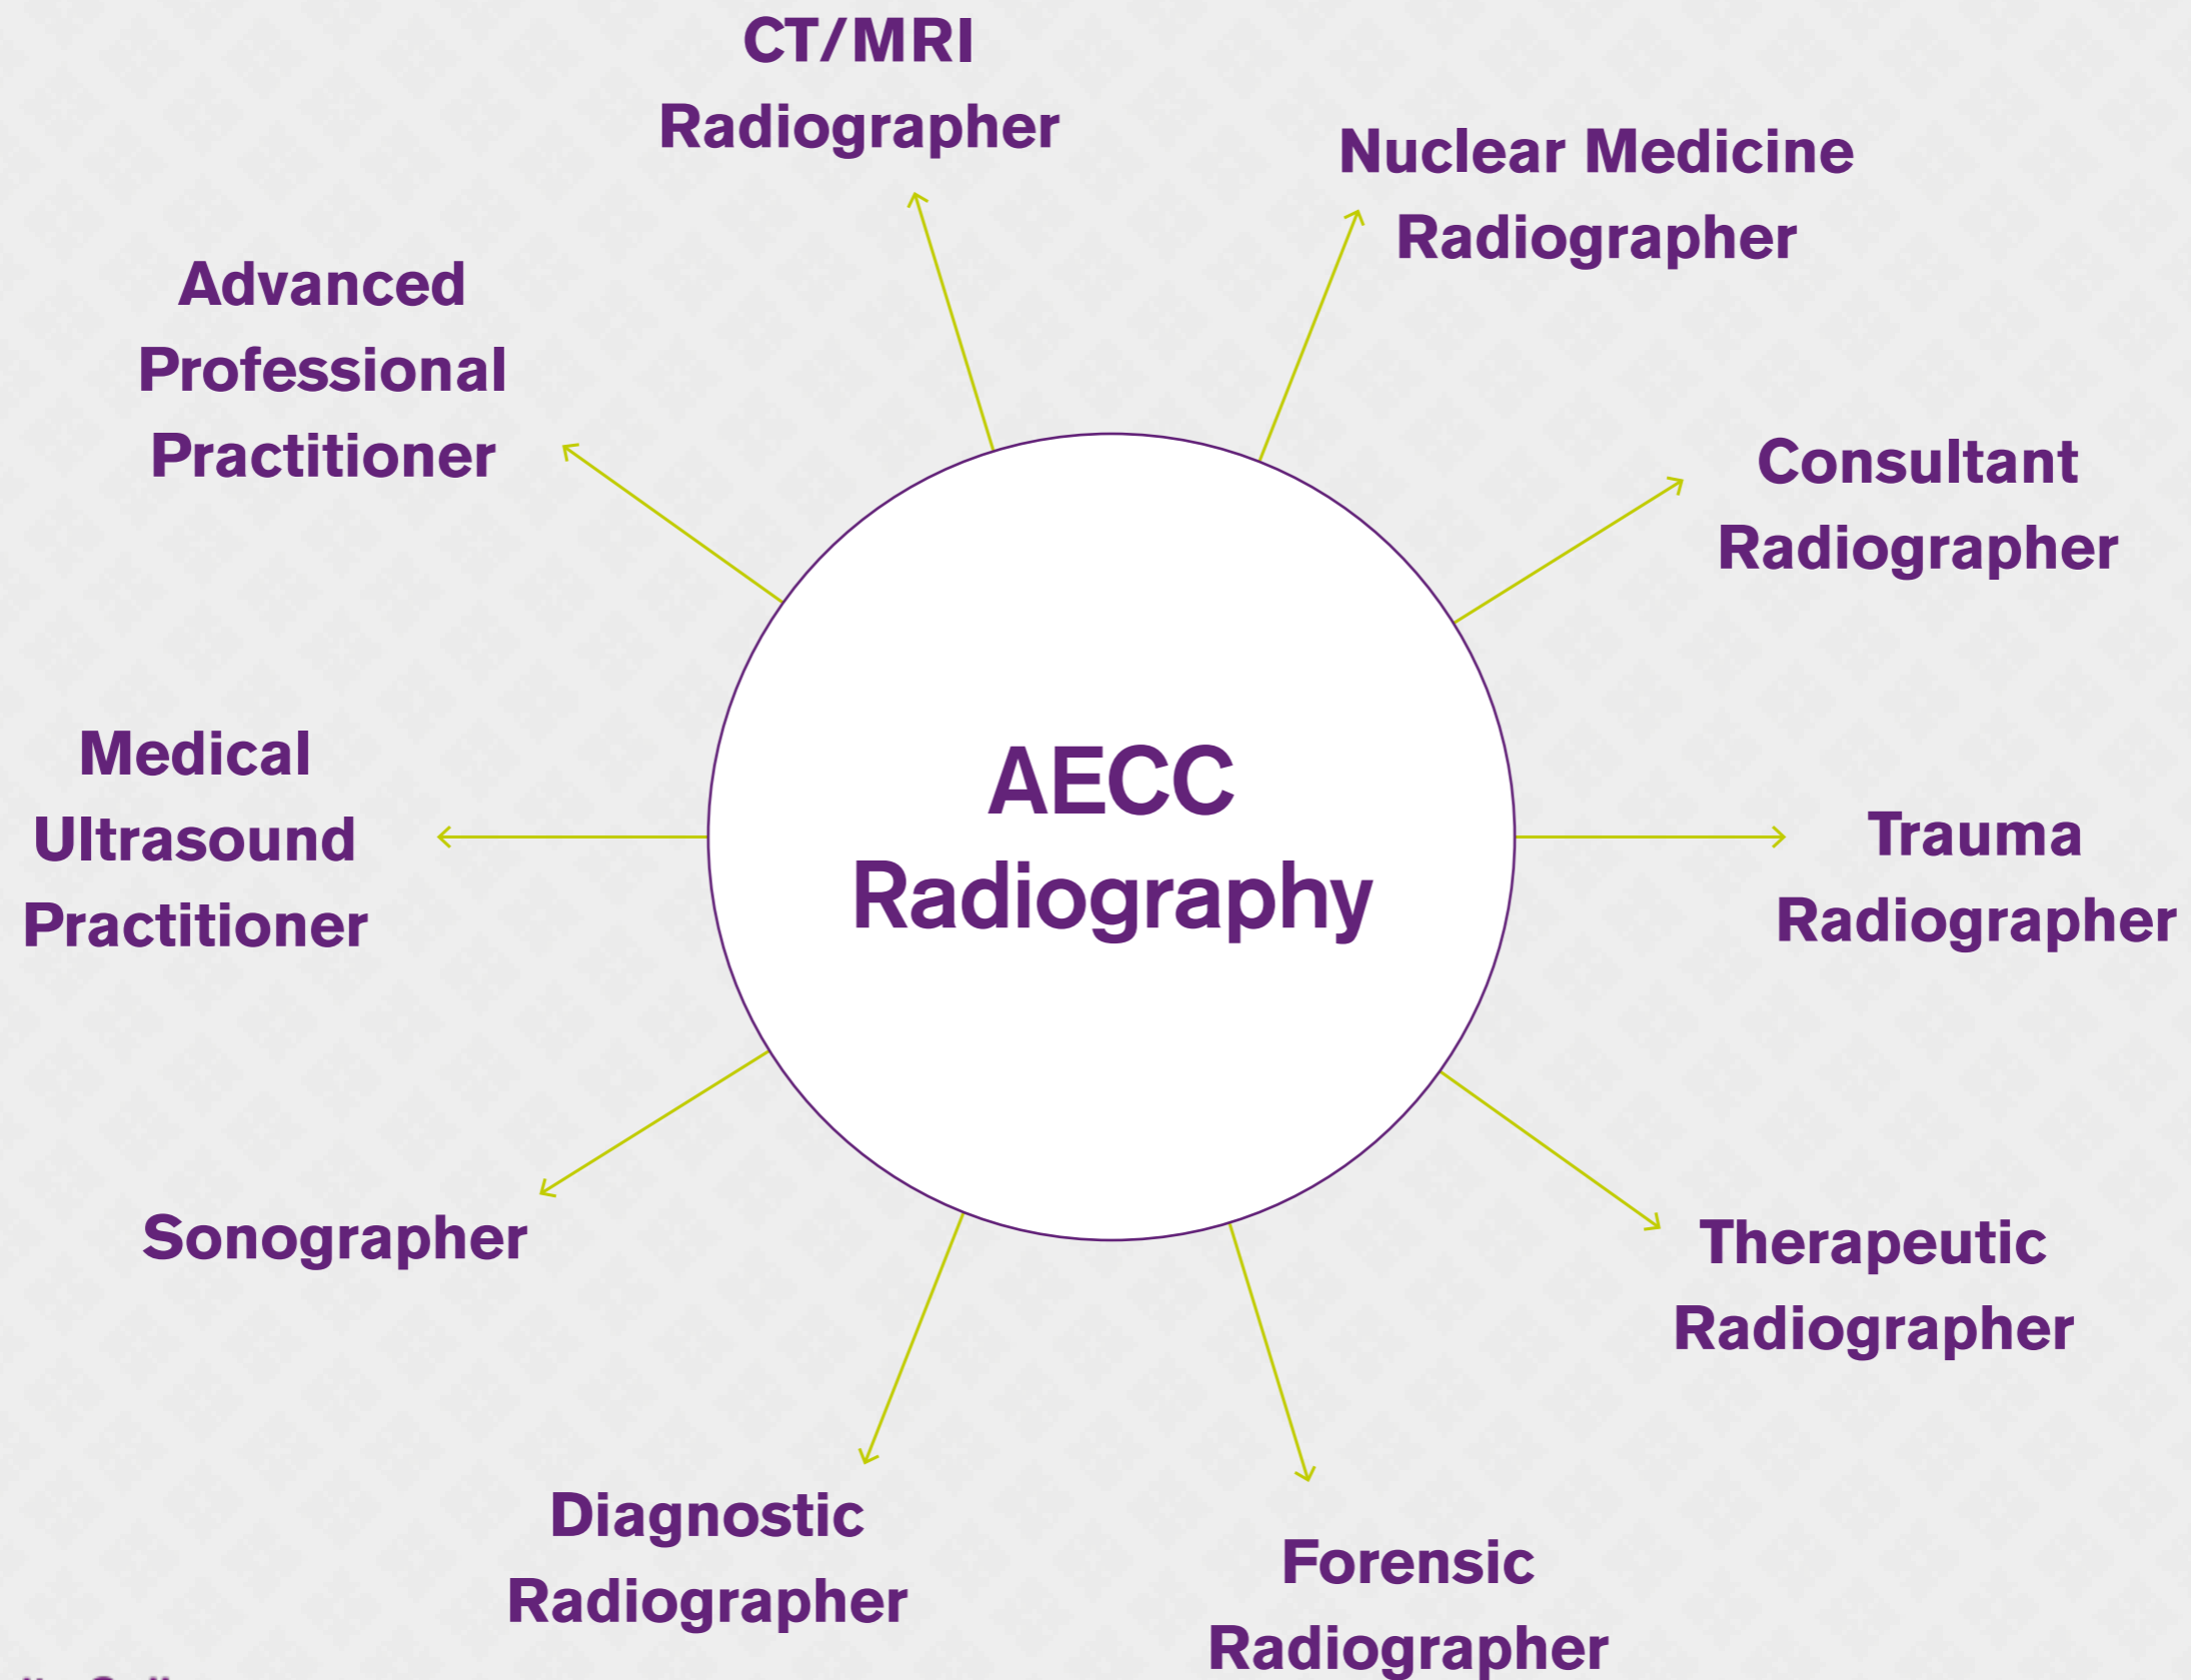 CT/MRI
Radiographer
Nuclear Medicine
Radiographer
Advanced
Professional
Practitioner
Consultant
Radiographer
Medical
Ultrasound
Practitioner
AECC
Radiography
Trauma
Radiographer
Sonographer
Therapeutic
Radiographer
Diagnostic
Radiographer
Forensic
Radiographer